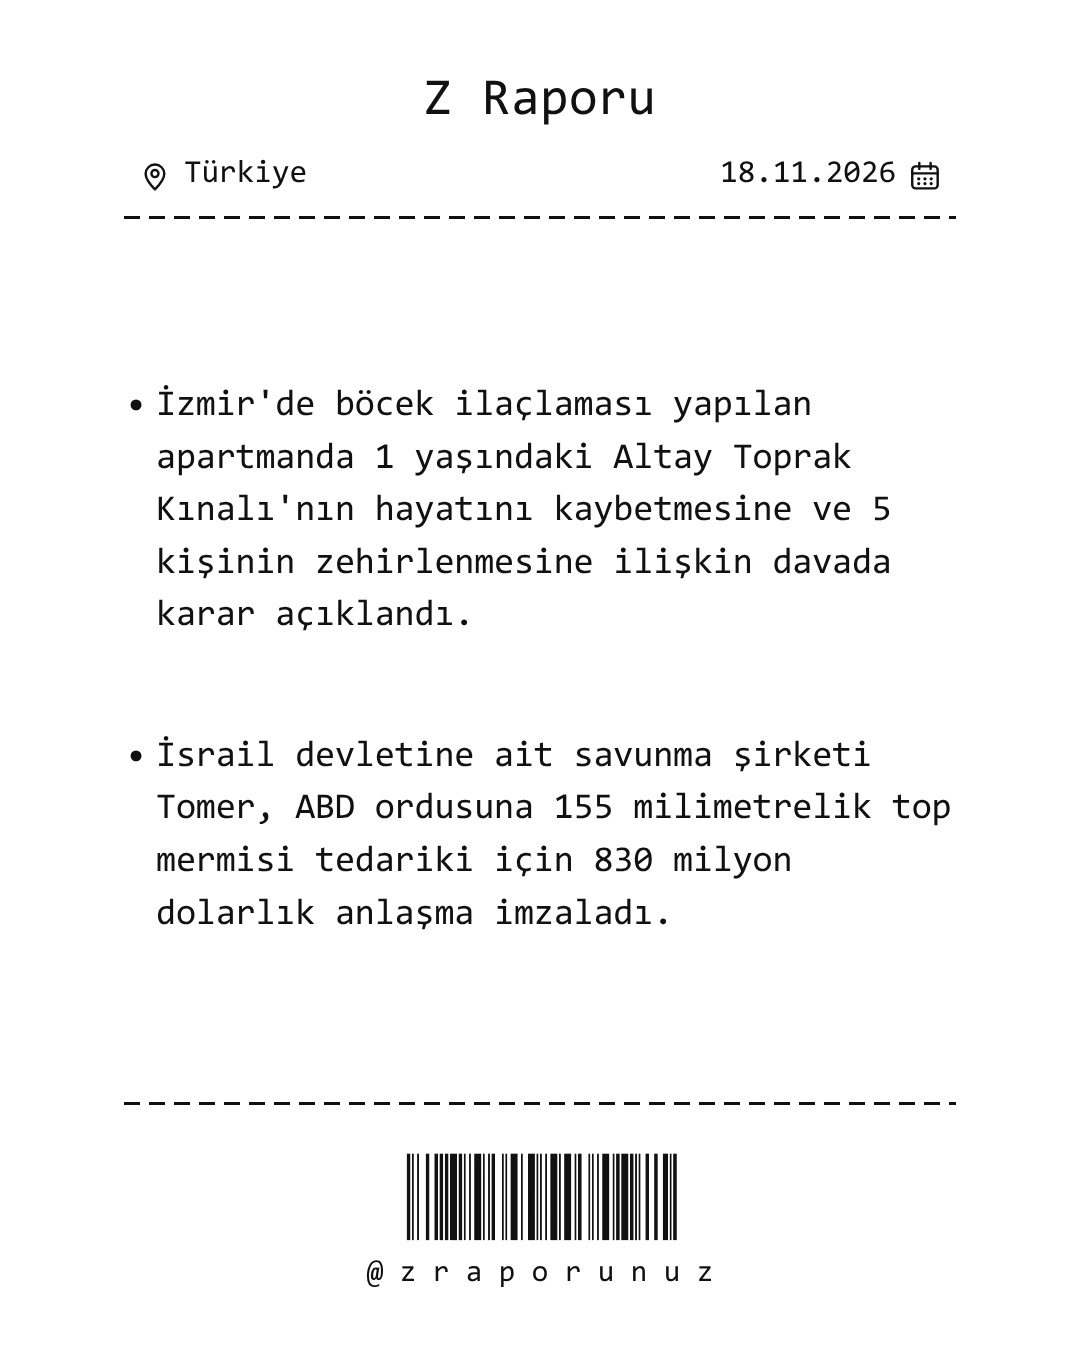 Z Raporu
Türkiye
18.11.2026
• İzmir'de böcek ilaçlaması yapılan
apartmanda 1 yaşındaki Altay Toprak
Kınalı'nın hayatını kaybetmesine ve 5
kişinin zehirlenmesine ilişkin davada
karar açıklandı.
• İsrail devletine ait savunma şirketi
Tomer, ABD ordusuna 155 milimetrelik top
mermisi tedariki için 830 milyon
dolarlık anlaşma imzaladı.
@zraporunuz